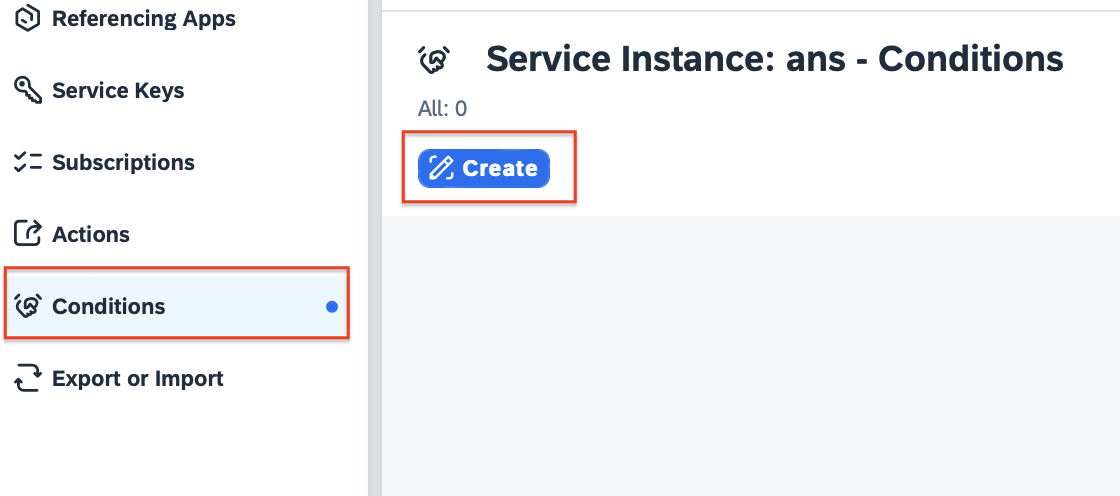 Referencing Apps
Service Keys
Subscriptions
Actions
Conditions
Export or Import
Service Instance: ans - Conditions
All: 0
Create